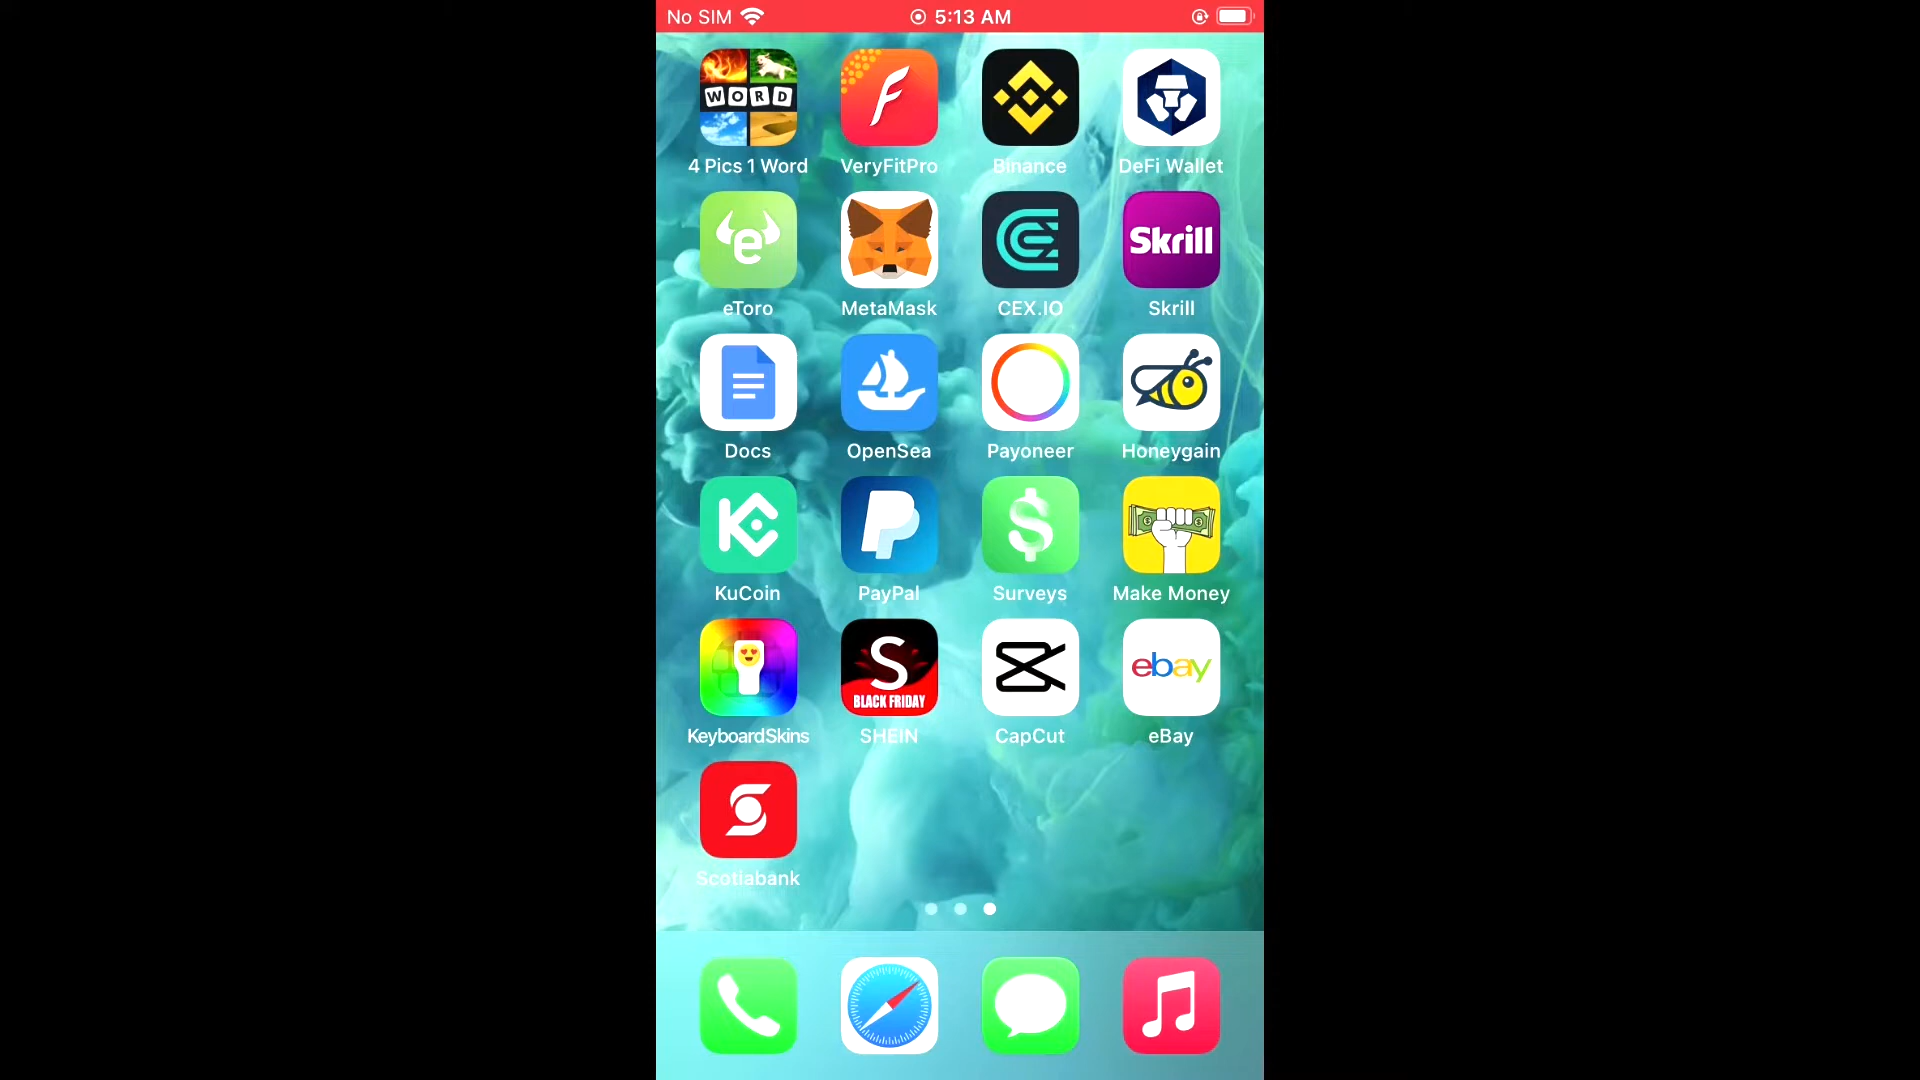 No SIM 5:13 AM
WORD
4 Pics 1 Word VeryFitPro Binance DeFi Wallet
e Skrill
eToro MetaMask CEX.IO Skrill
Docs OpenSea Payoneer Honeygain
KuCoin PayPal Surveys Make Money
S BLACK FRIDAY ebay
KeyboardSkins SHEIN CapCut eBay
Scotiabank